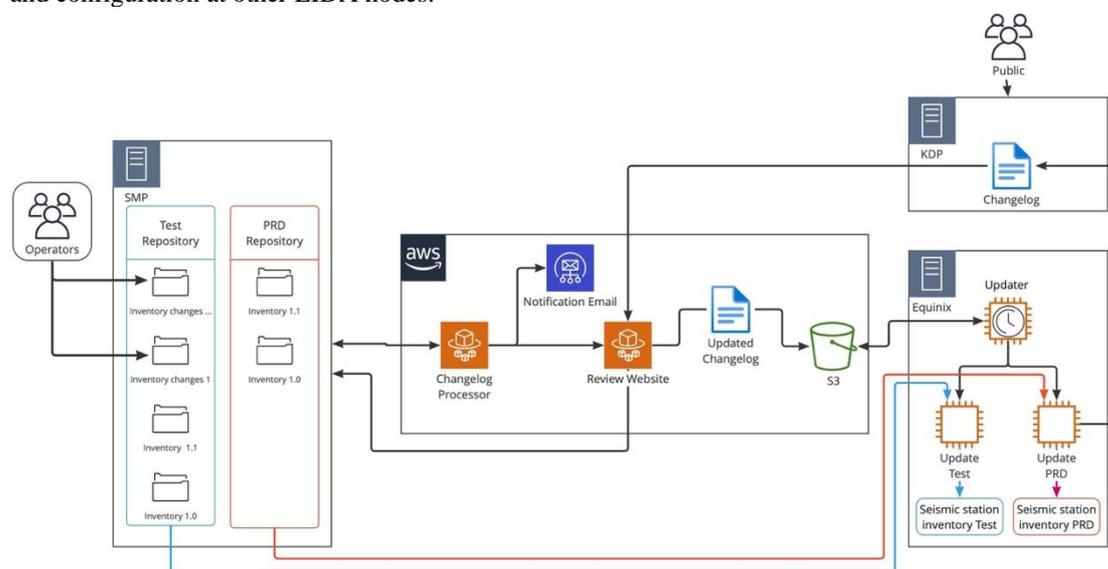 and configuration at other EIDA nodes.
Public
KDP
Changelog
SMP
Operators
Test
Repository
PRD
Repository
Inventory changes ...
Inventory 1.1
Inventory changes 1
Inventory 1.0
Inventory 1.1
Inventory 1.0
aws
Notification Email
Changelog
Processor
Review Website
Updated
Changelog
S3
Equinix
Updater
Update
Test
Update
PRD
Seismic station
inventory Test
Seismic station
inventory PRD